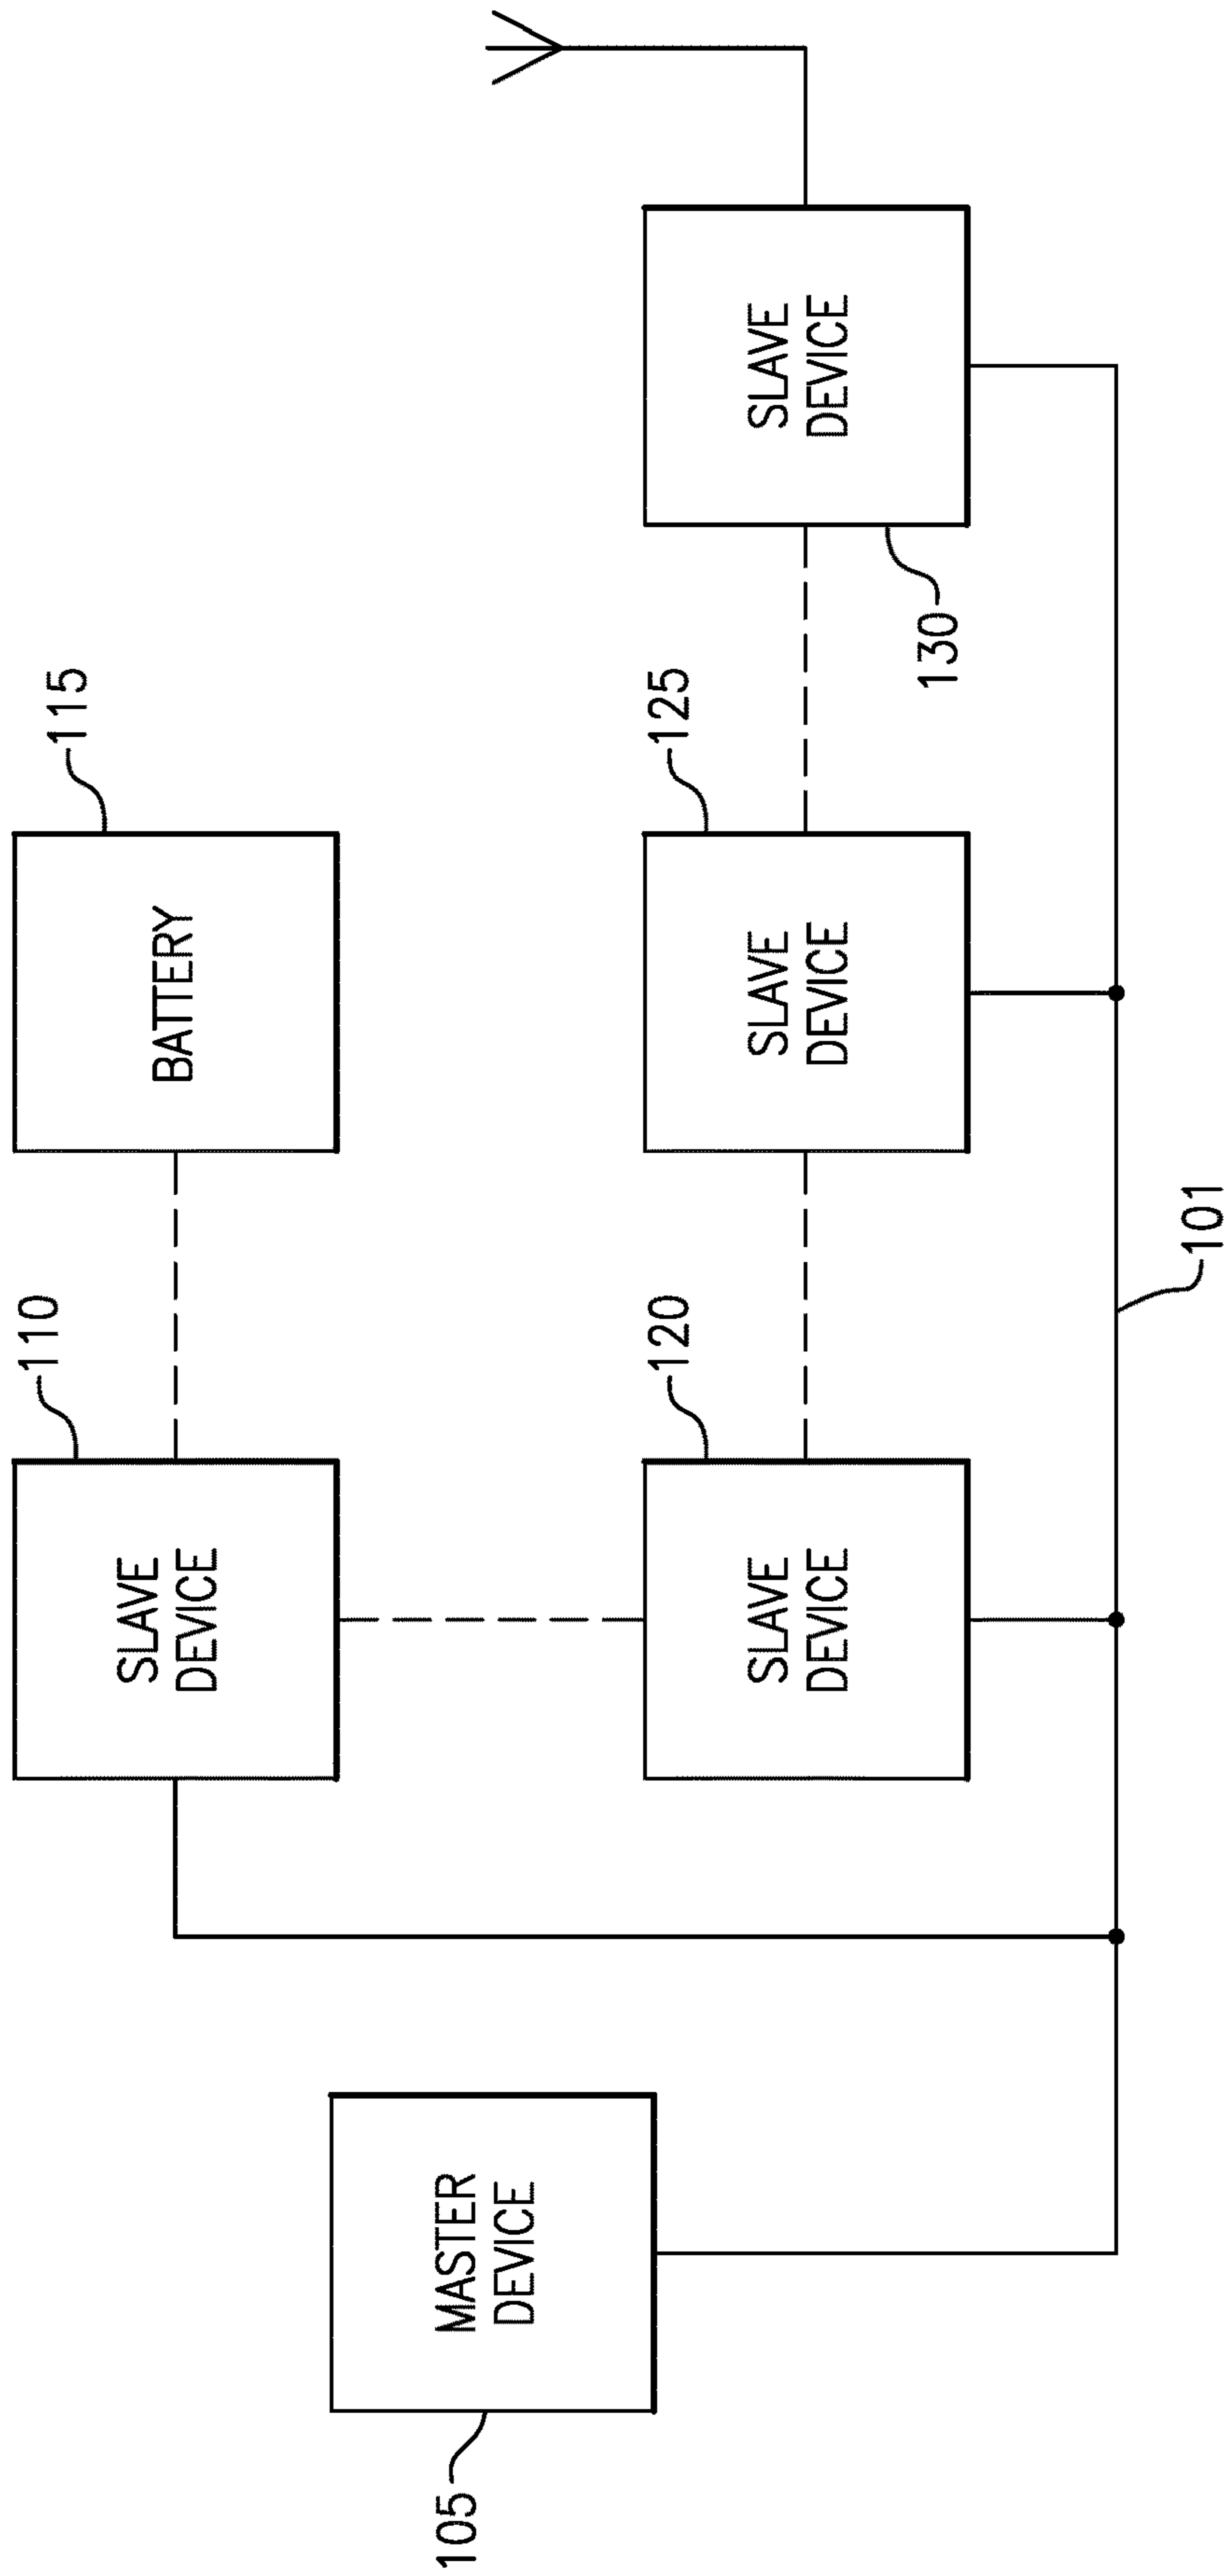 110
115
SLAVE
DEVICE
BATTERY
105
MASTER
DEVICE
120
125
SLAVE
DEVICE
SLAVE
DEVICE
SLAVE
DEVICE
130
101